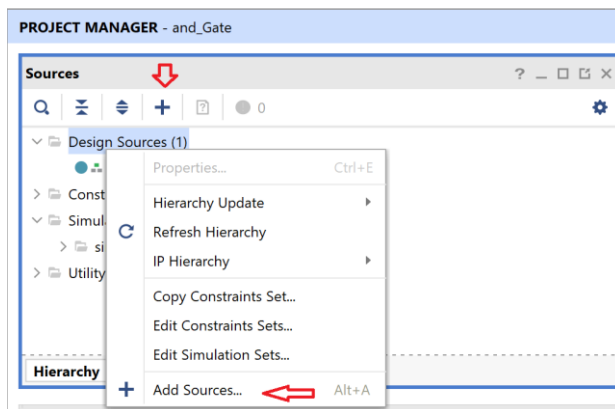 PROJECT MANAGER - and_Gate
Sources
? _
0
Design Sources (1)
Properties... Ctrl+E
Const
Hierarchy Update
Simul
Refresh Hierarchy
si
IP Hierarchy
Utility
Copy Constraints Set...
Edit Constraints Sets...
Edit Simulation Sets...
Hierarchy
Add Sources... Alt+A